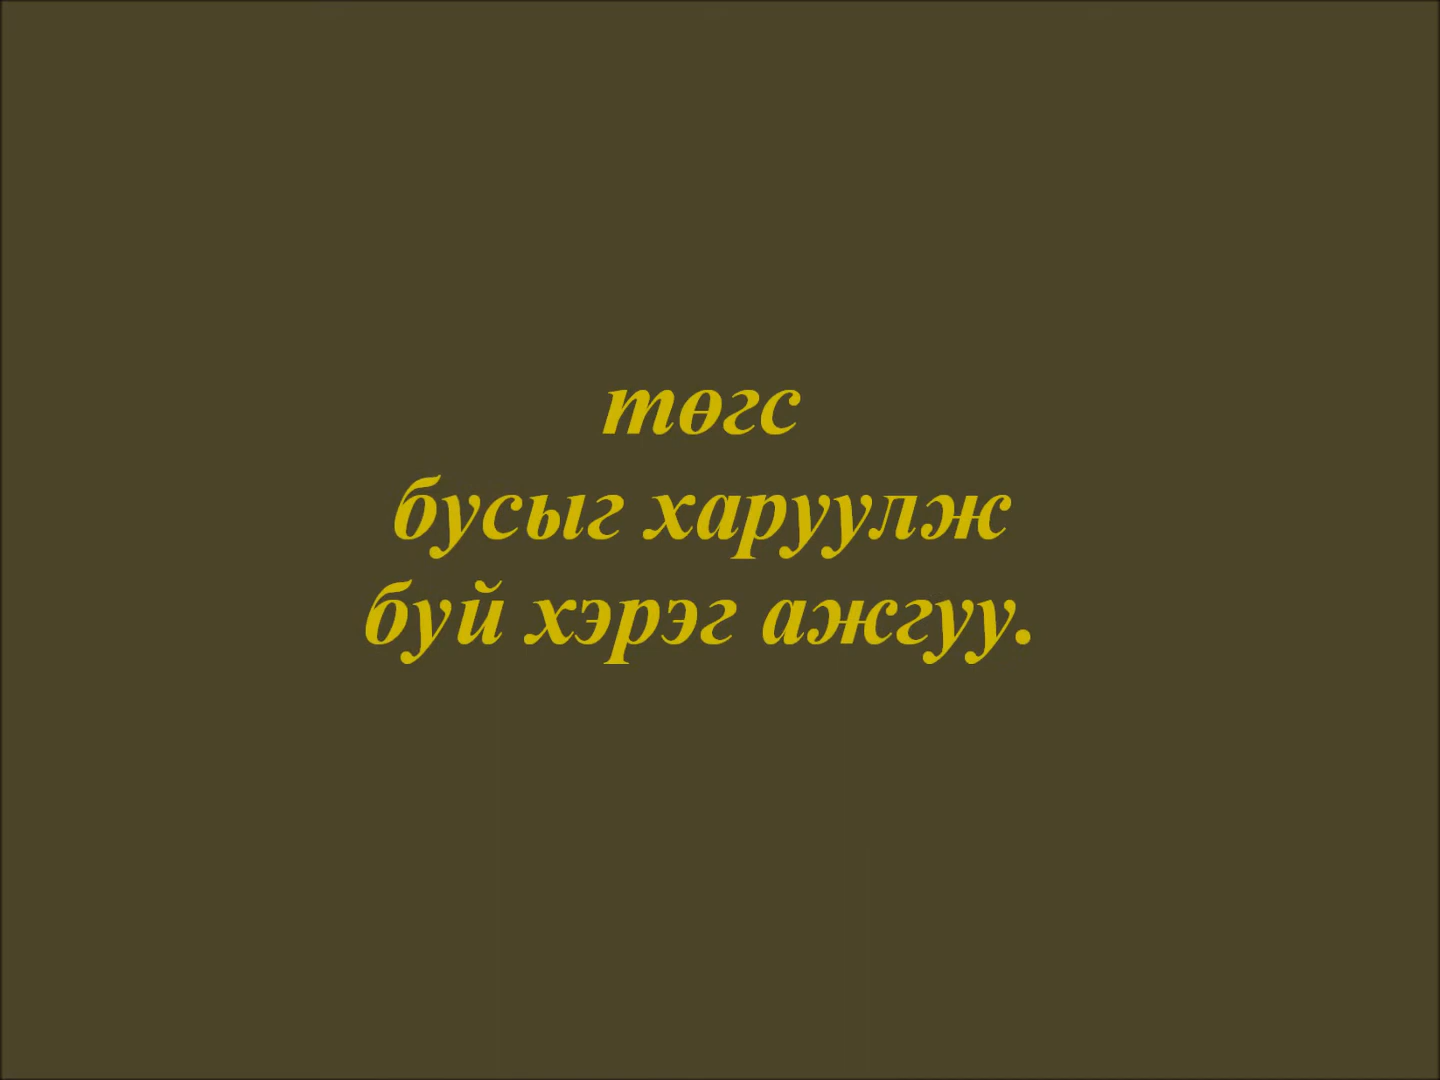 төгс
бусыг харуулж
буй хэрэг ажгуу.